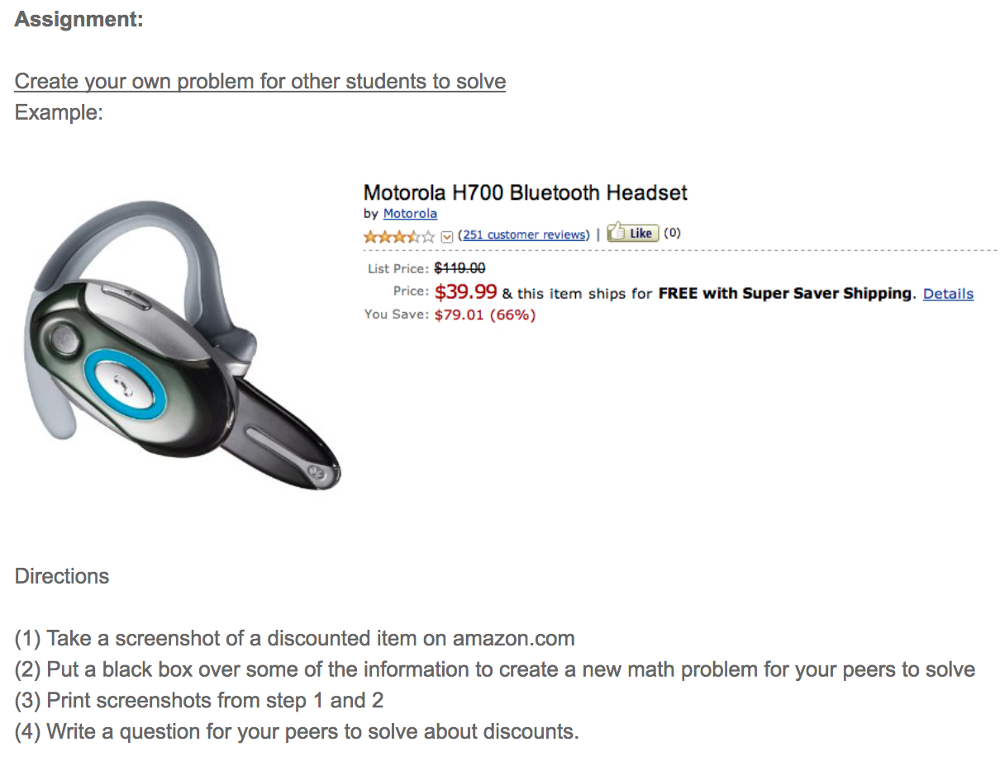 Assignment:
Create your own problem for other students to solve
Example:
Motorola H700 Bluetooth Headset
by Motorola
(251 customer reviews) | Like (0)
List Price: $119.00
Price: $39.99 & this item ships for FREE with Super Saver Shipping. Details
You Save: $79.01 (66%)
Directions
(1) Take a screenshot of a discounted item on amazon.com
(2) Put a black box over some of the information to create a new math problem for your peers to solve
(3) Print screenshots from step 1 and 2
(4) Write a question for your peers to solve about discounts.